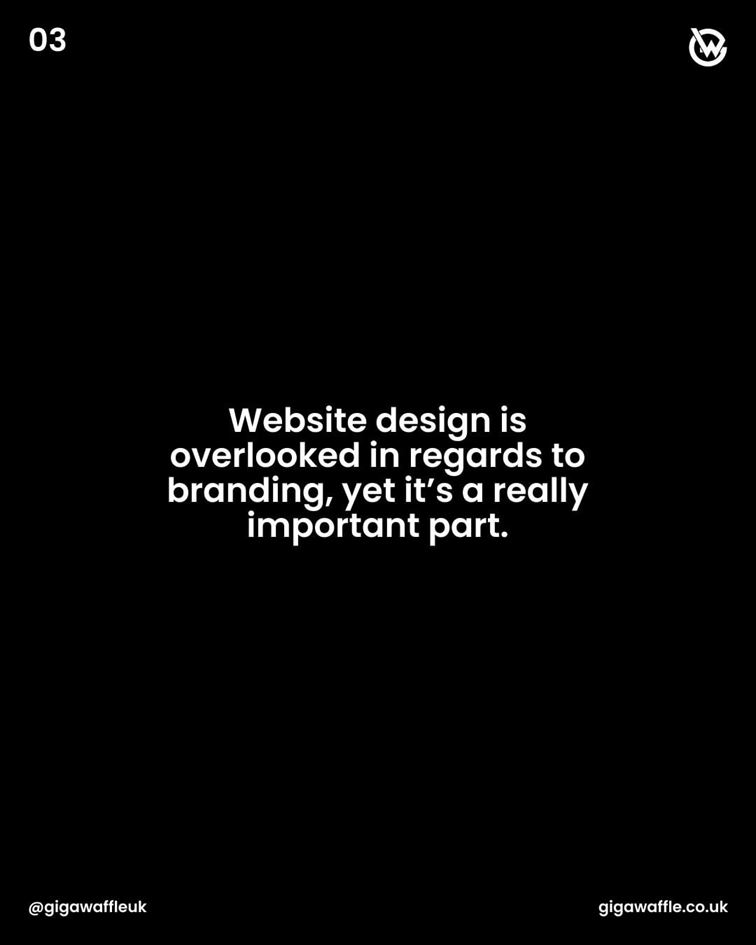 03
Website design is
overlooked in regards to
branding, yet it’s a really
important part.
@gigawaffleuk
gigawaffle.co.uk